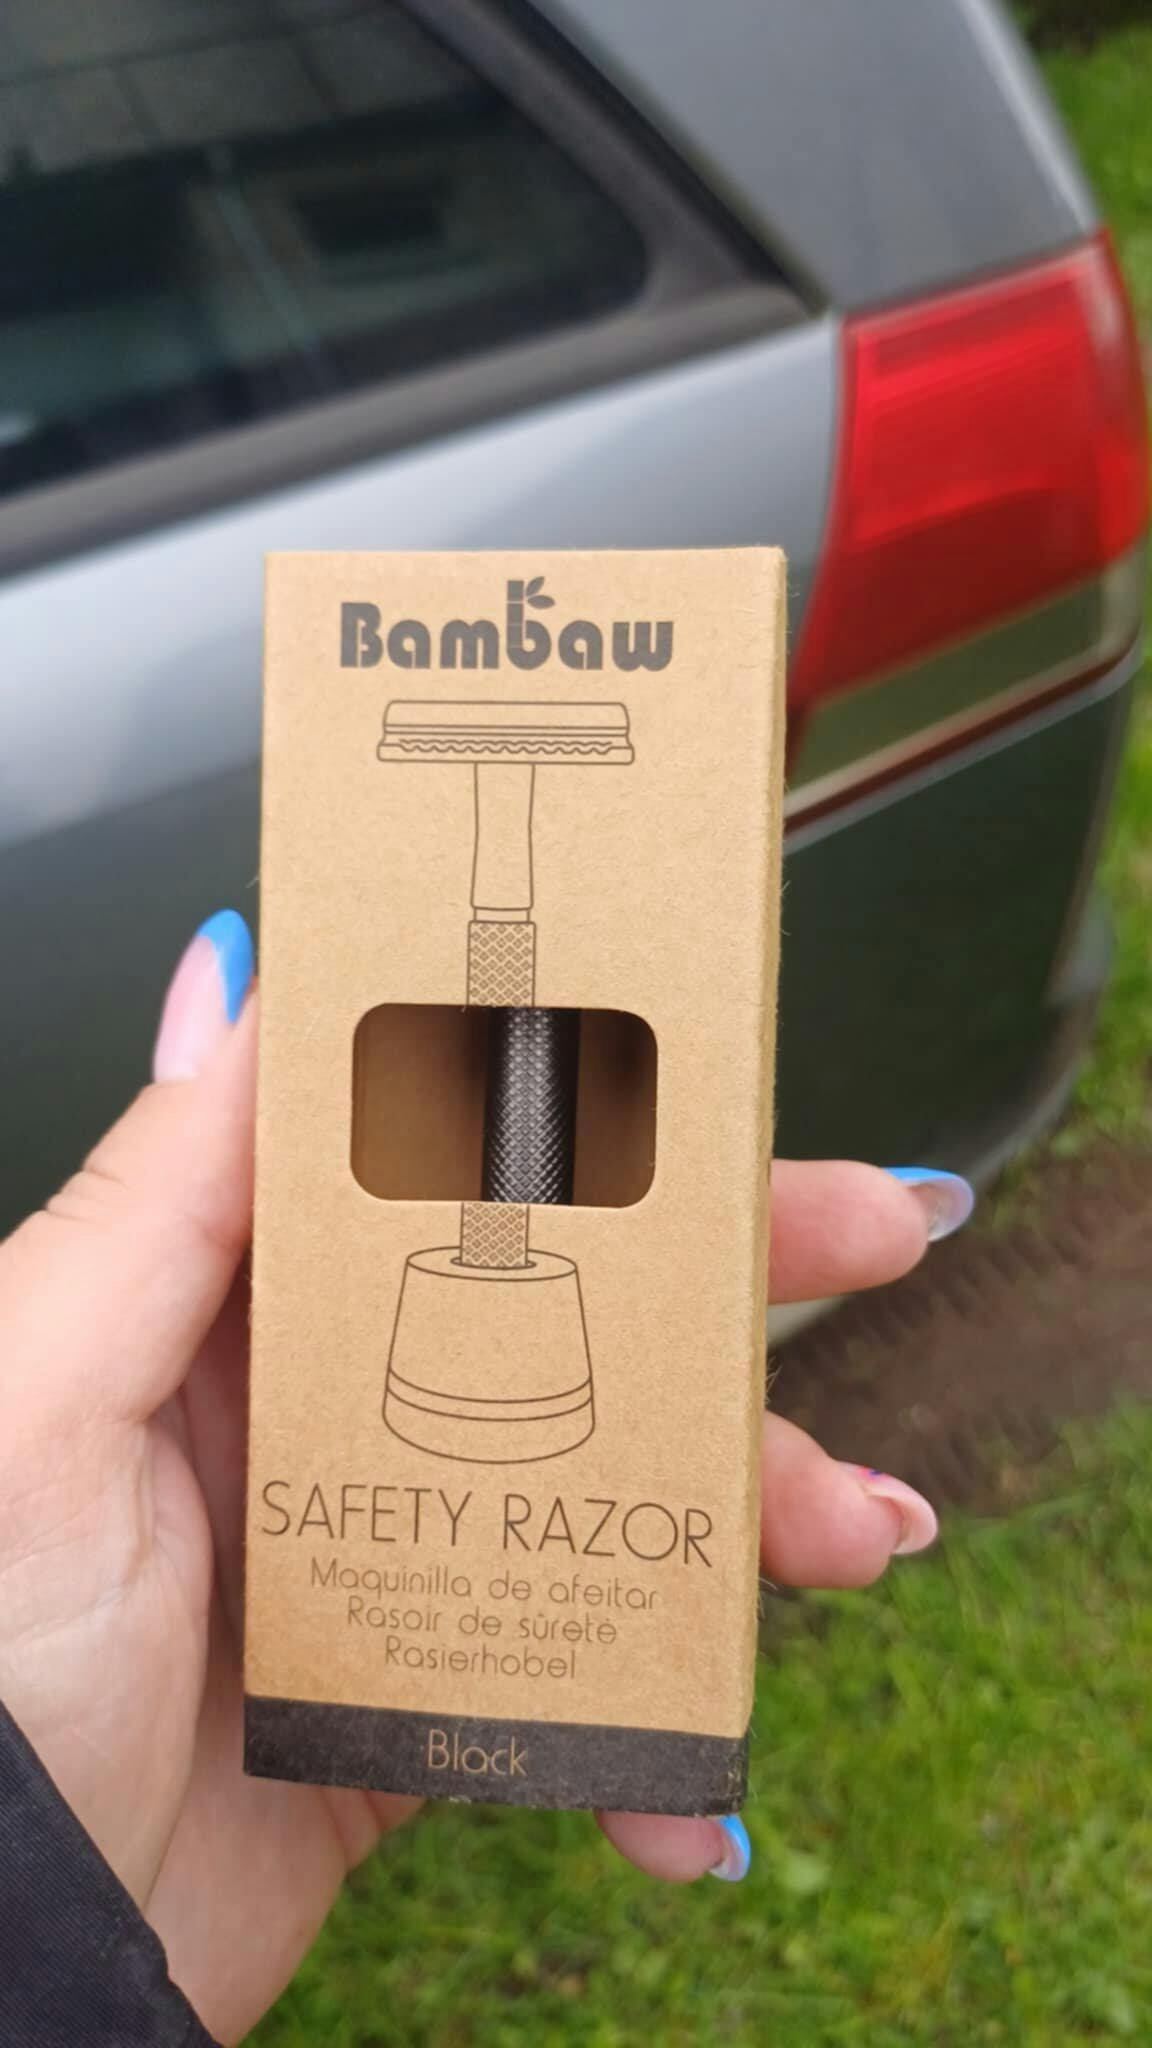 Bambaw
SAFETY RAZOR
Maquinilla de afeitar
Rasoir de sûreté
Rasierhobel
Black